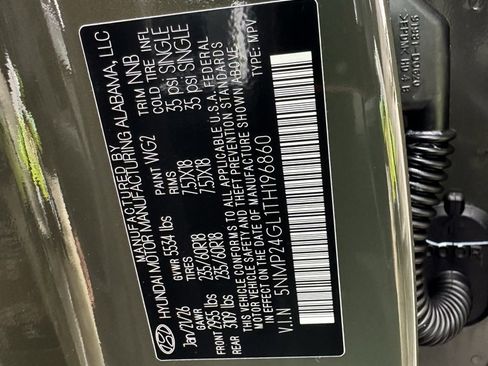 MANUFACTURED BY
HYUNDAI MOTOR MANUFACTURING ALABAMA, LLC
Jan/21/26 GVWR 5534 lbs PAINT WG2 TRIM NNB
GAWR TIRES RIMS COLD TIRE INFL
FRONT 2955 lbs 235/60R18 7.5JX18 35 psi SINGLE
REAR 3109 lbs 235/60R18 7.5JX18 35 psi SINGLE
THIS VEHICLE CONFORMS TO ALL APPLICABLE U.S.A. FEDERAL
MOTOR VEHICLE SAFETY AND THEFT PREVENTION STANDARDS
IN EFFECT ON THE DATE OF MANUFACTURE SHOWN ABOVE.
V.I.N 5NMP24GL1TH196860 TYPE: MPV